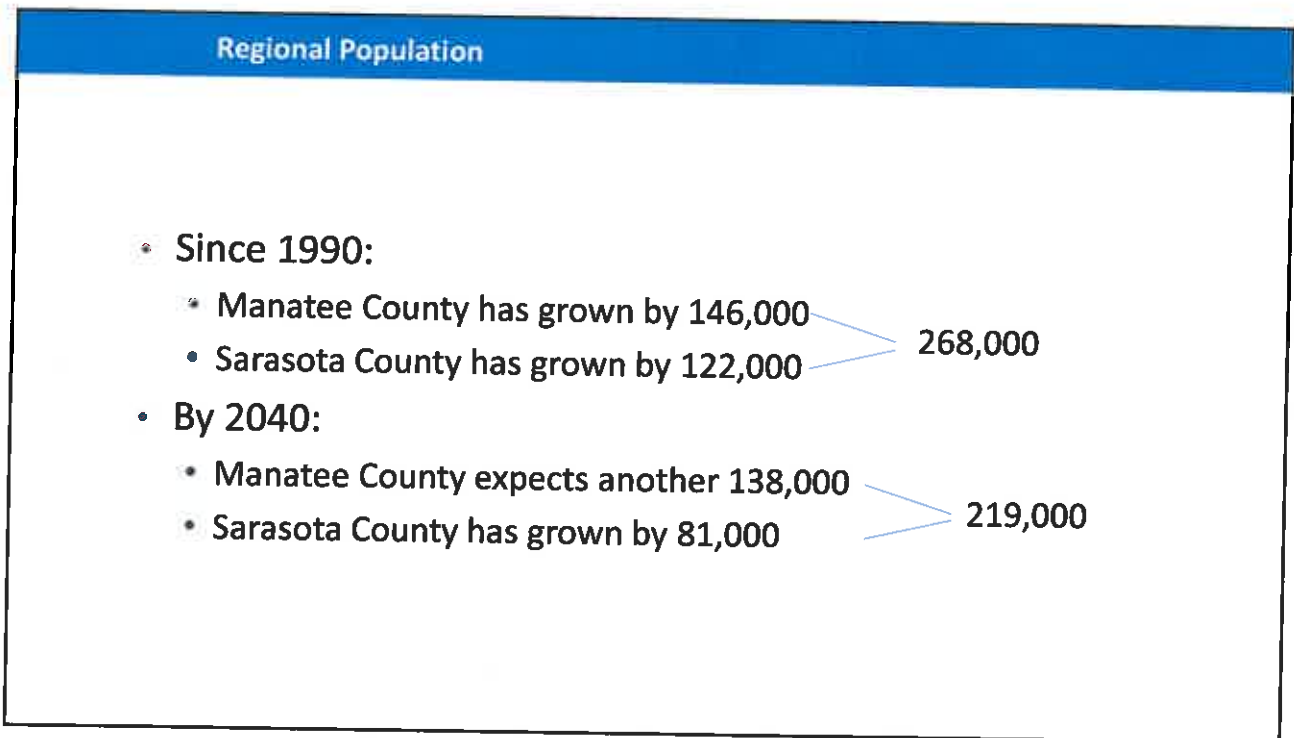 Regional Population
• Since 1990:
• Manatee County has grown by 146,000
• Sarasota County has grown by 122,000
268,000
• By 2040:
• Manatee County expects another 138,000
• Sarasota County has grown by 81,000
219,000